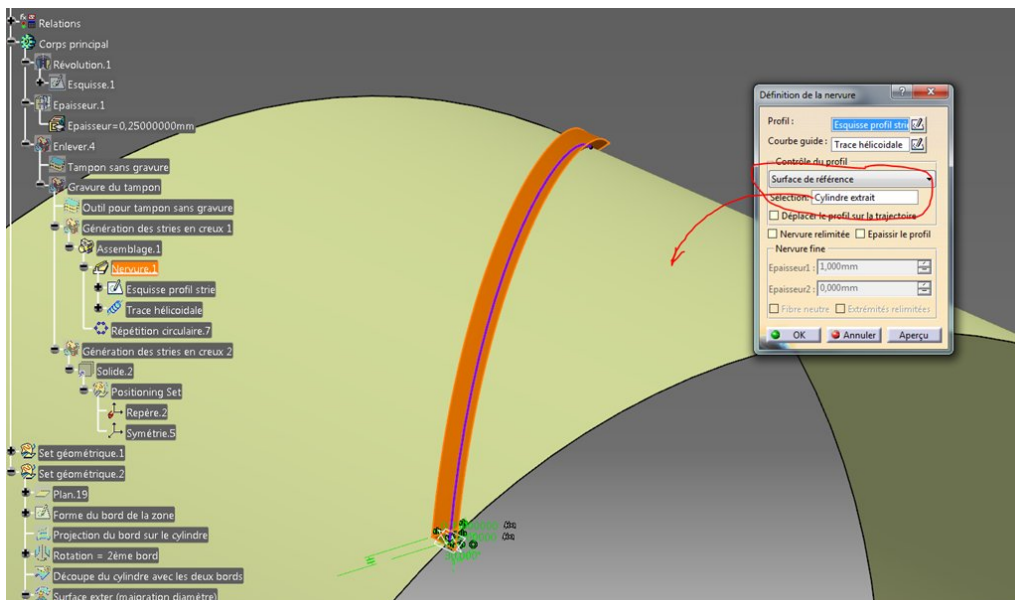 Relations
Corps principal
Révolution.1
Esquisse.1
Epaisseur.1
Epaisseur=0,25000000mm
Enlever.4
Tampon sans gravure
Gravure du tampon
Outil pour tampon sans gravure
Génération des stries en creux 1
Assemblage.1
Nervure.1
Esquisse profil strie
Trace hélicoidale
Répétition circulaire.7
Génération des stries en creux 2
Solide.2
Positioning Set
Repère.2
Symétrie.5
Set géométrique.1
Set géométrique.2
Plan.19
Forme du bord de la zone
Projection du bord sur le cylindre
Rotation = 2éme bord
Découpe du cylindre avec les deux bords
Surface exter (majoration diamètre)
Définition de la nervure
Profil :
Esquisse profil strie
Courbe guide :
Trace hélicoidale
Contrôle du profil
Surface de référence
Sélection:
Cylindre extrait
Déplacer le profil sur la trajectoire
Nervure relimitée
Epaissir le profil
Nervure fine
Epaisseur1 :
1,000mm
Epaisseur2 :
0,000mm
Fibre neutre
Extrémités relimitées
OK
Annuler
Aperçu